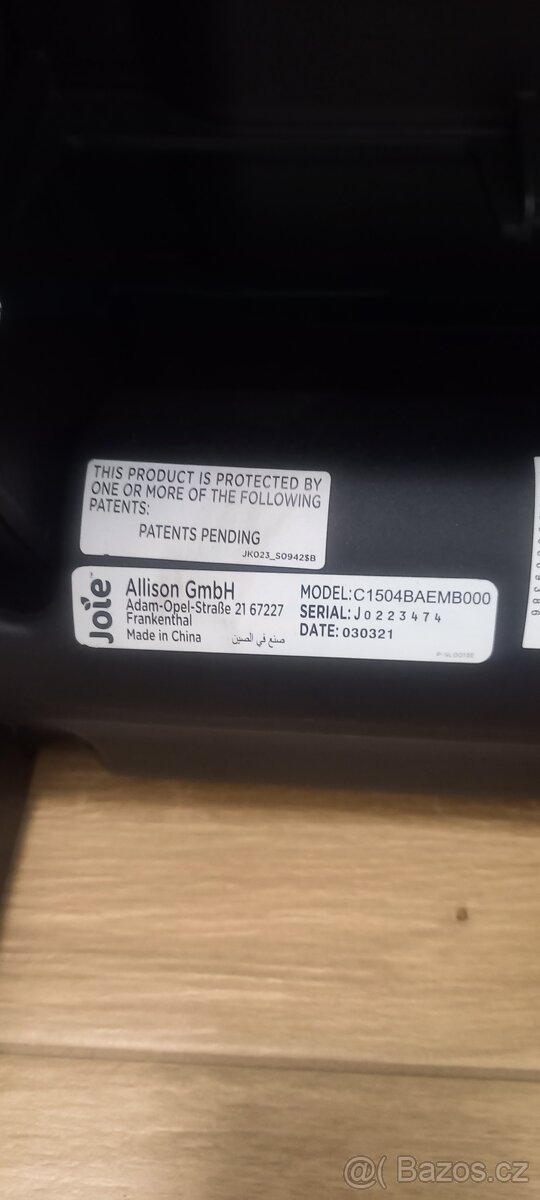 THIS PRODUCT IS PROTECTED BY
ONE OR MORE OF THE FOLLOWING
PATENTS:
PATENTS PENDING
JK023_S0942$B
Joie
Allison GmbH
Adam-Opel-Straße 21 67227
Frankenthal
Made in China صنع في الصين
MODEL:C1504BAEMB000
SERIAL:J0223474
DATE:030321
@( Bazos.cz